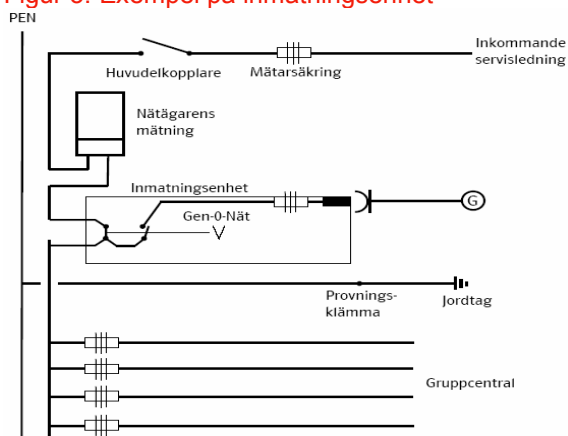 Figur 6. Exempel på inmatningsenhet
PEN
Inkommande
servisledning
Huvudelkopplare
Mätarsäkring
Nätägarens
mätning
Inmatningsenhet
Gen-0-Nät
G
Provnings-
klämma
Jordtag
Gruppcentral